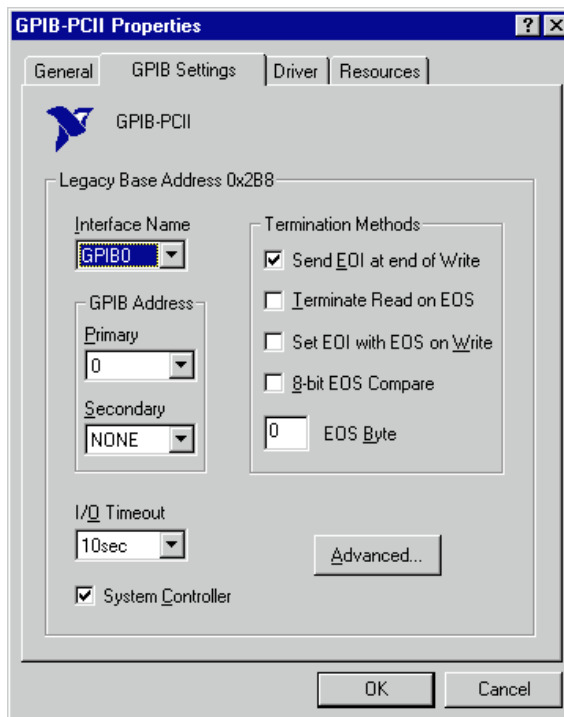 GPIB-PCII Properties
General GPIB Settings Driver Resources
GPIB-PCII
Legacy Base Address 0x2B8
Interface Name
GPIB0
GPIB Address
Primary
0
Secondary
NONE
I/O Timeout
10sec
System Controller
Termination Methods
Send EOI at end of Write
Terminate Read on EOS
Set EOI with EOS on Write
8-bit EOS Compare
0 EOS Byte
Advanced...
OK Cancel